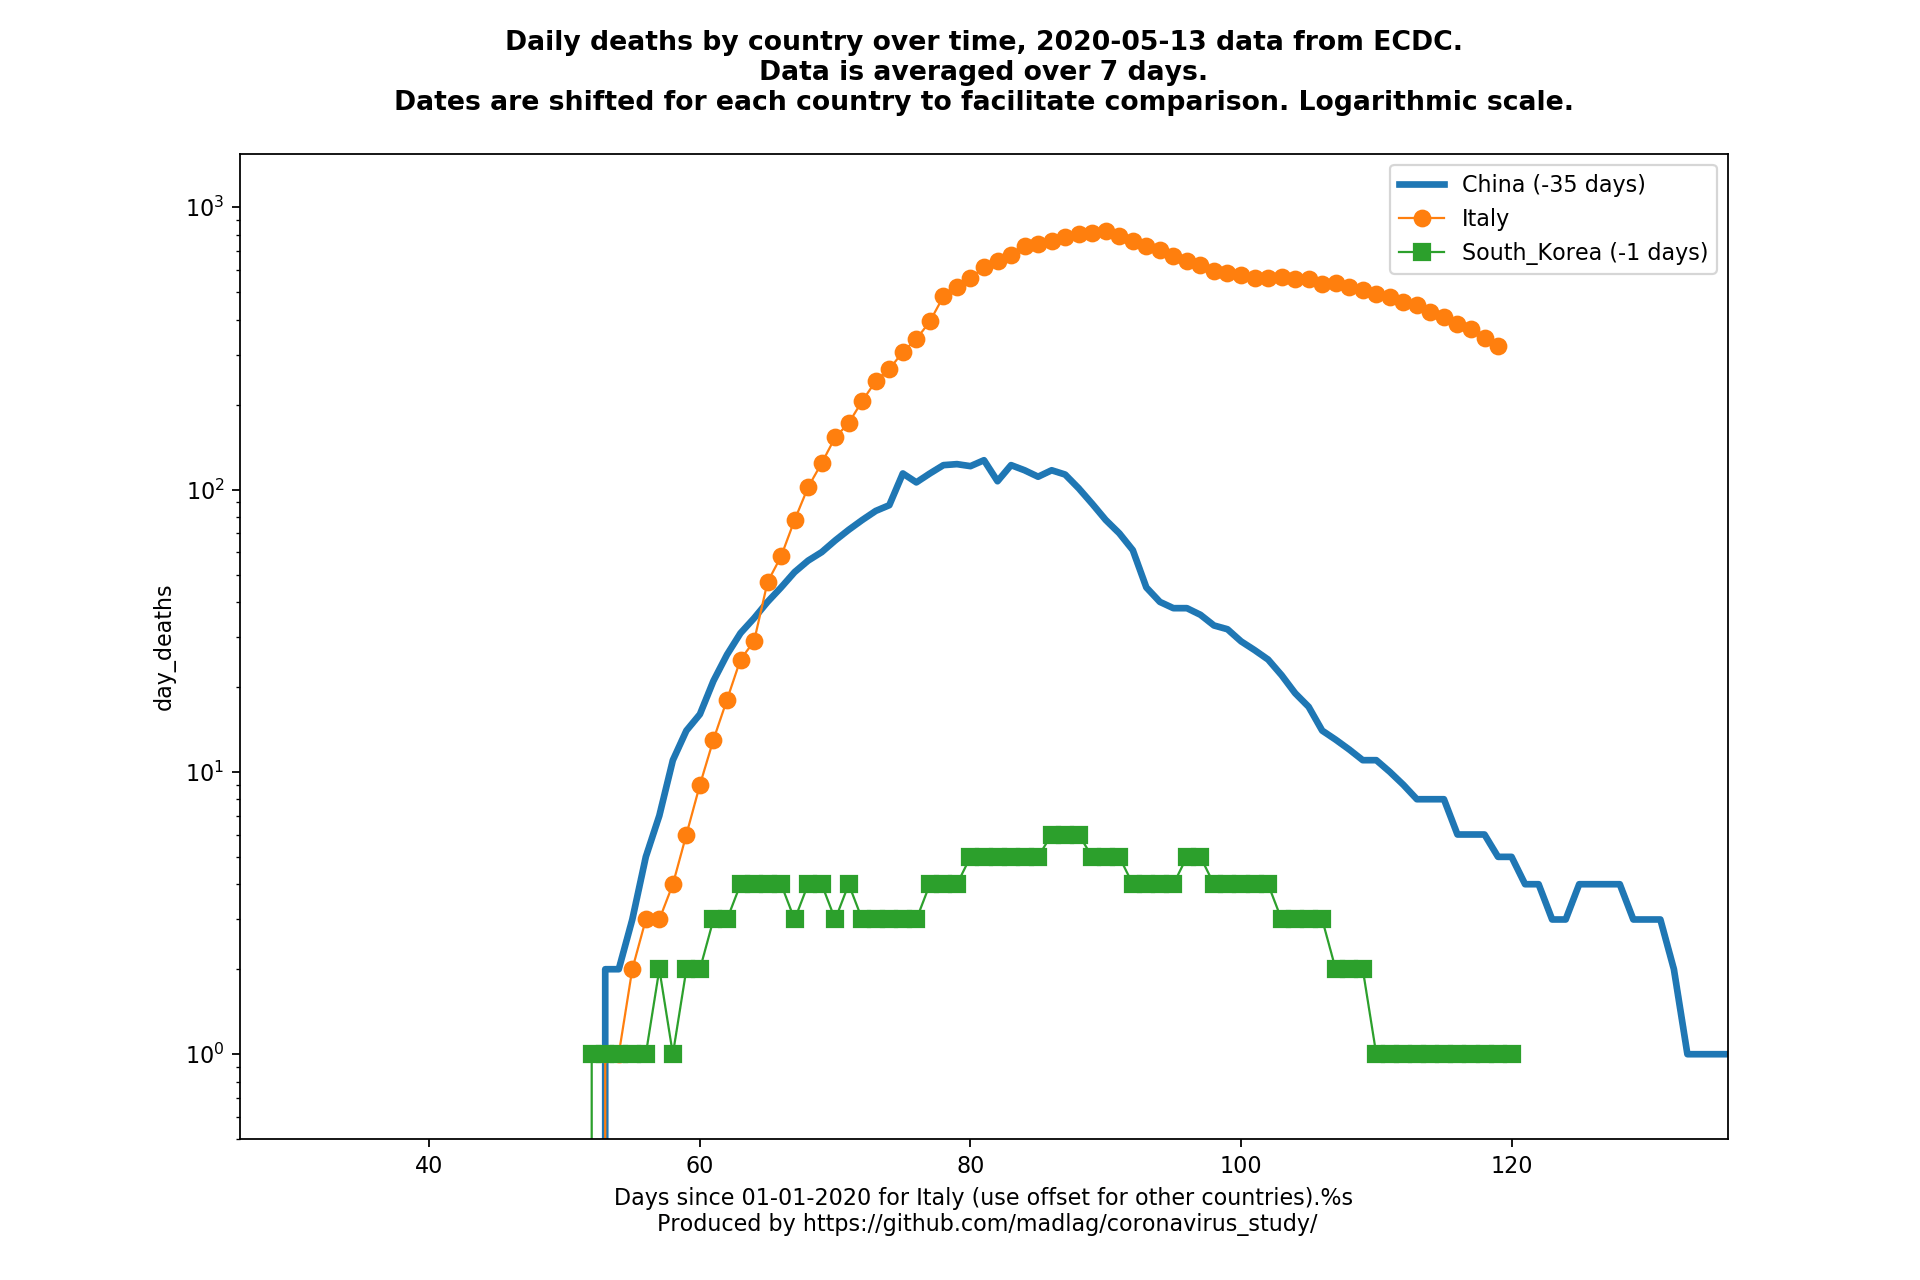 Daily deaths by country over time, 2020-05-13 data from ECDC.
Data is averaged over 7 days.
Dates are shifted for each country to facilitate comparison. Logarithmic scale.
China (-35 days)
Italy
South_Korea (-1 days)
10³
10²
10¹
10⁰
day_deaths
40 60 80 100 120
Days since 01-01-2020 for Italy (use offset for other countries).%s
Produced by https://github.com/madlag/coronavirus_study/